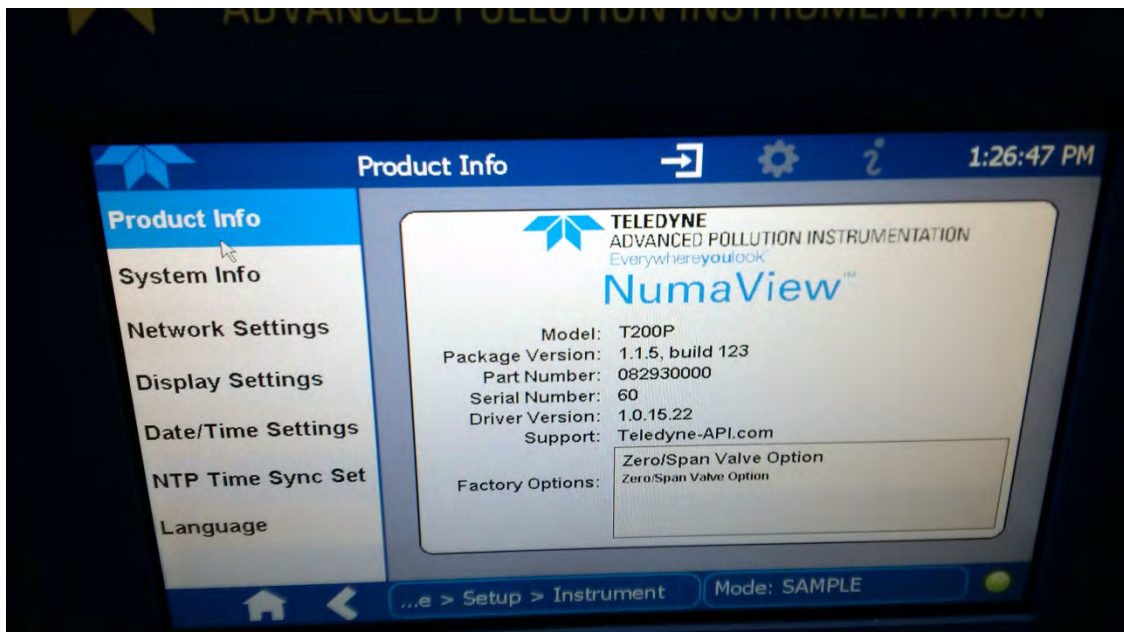 ADVANCED POLLUTION INSTRUMENTATION
Product Info
1:26:47 PM
Product Info
System Info
Network Settings
Display Settings
Date/Time Settings
NTP Time Sync Set
Language
TELEDYNE
ADVANCED POLLUTION INSTRUMENTATION
Everywhereyoulook™
NumaView™
Model: T200P
Package Version: 1.1.5, build 123
Part Number: 082930000
Serial Number: 60
Driver Version: 1.0.15.22
Support: Teledyne-API.com
Factory Options:
Zero/Span Valve Option
Zero/Span Valve Option
...e > Setup > Instrument
Mode: SAMPLE